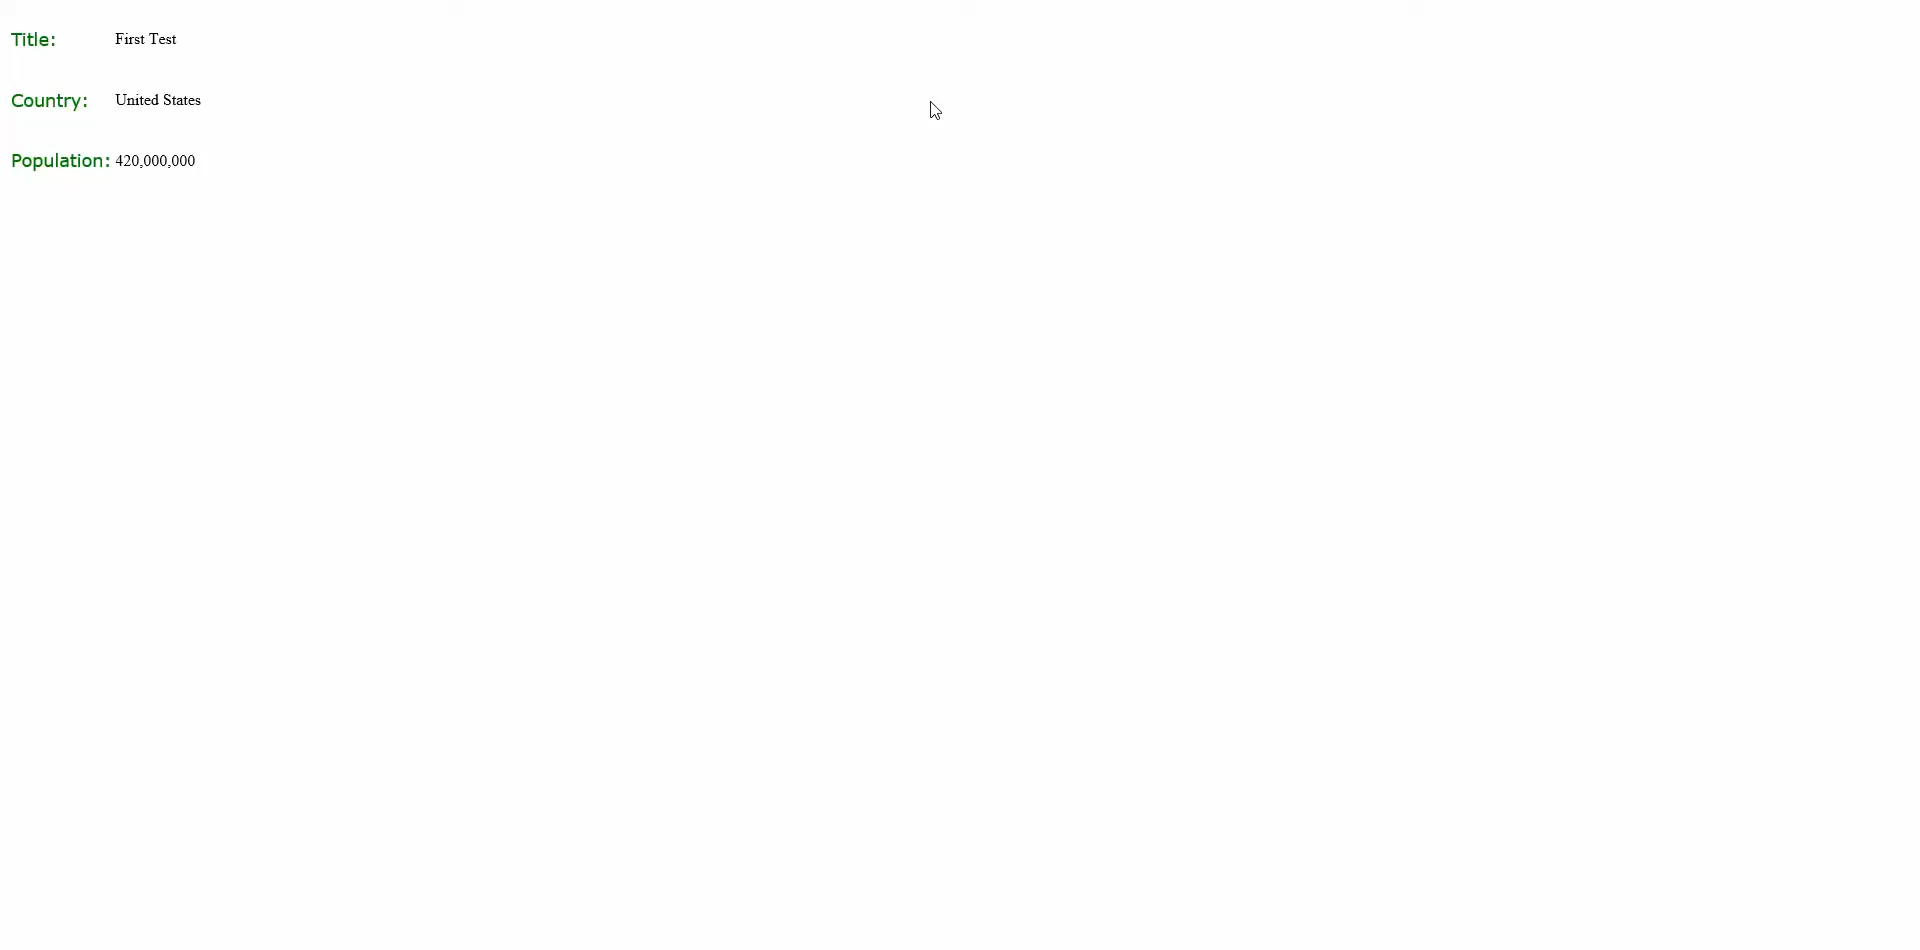 Title: First Test
Country: United States
Population: 420,000,000